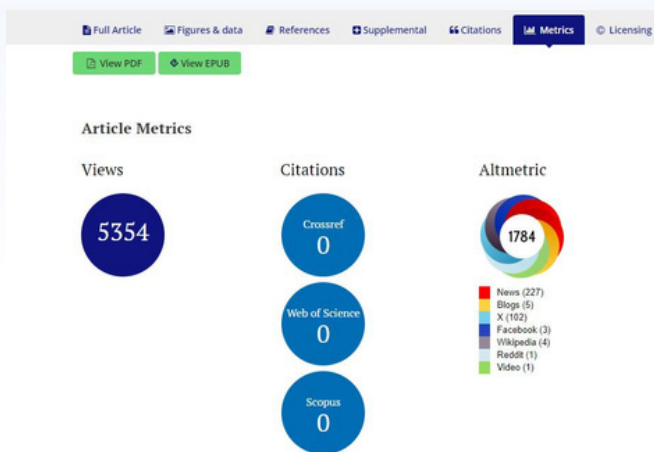 Full Article Figures & data References Supplemental Citations Metrics © Licensing
View PDF View EPUB
Article Metrics
Views
5354
Citations
Crossref
0
Web of Science
0
Scopus
0
Altmetric
1784
News (227)
Blogs (5)
X (102)
Facebook (3)
Wikipedia (4)
Reddit (1)
Video (1)